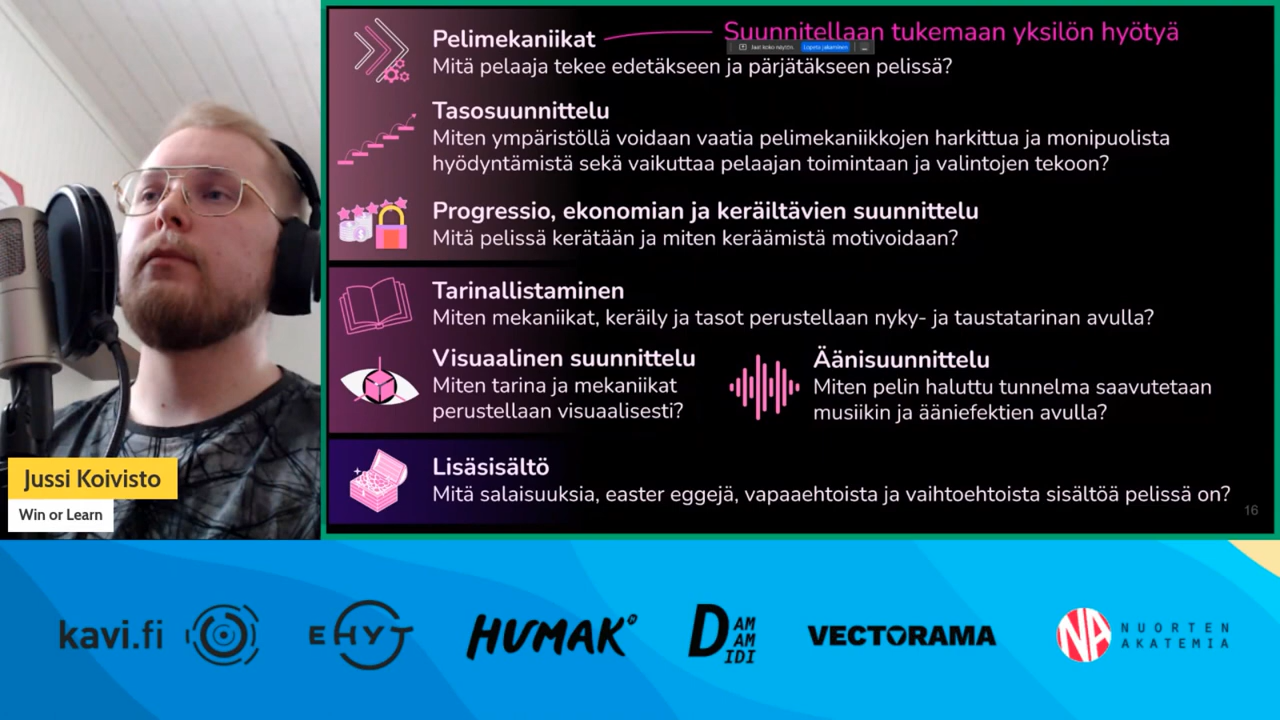 Pelimekaniikat
Suunnitellaan tukemaan yksilön hyötyä
Jaat koko näytön.
Lopeta jakaminen
Mitä pelaaja tekee edetäkseen ja pärjätäkseen pelissä?
Tasosuunnittelu
Miten ympäristöllä voidaan vaatia pelimekaniikkojen harkittua ja monipuolista
hyödyntämistä sekä vaikuttaa pelaajan toimintaan ja valintojen tekoon?
Progressio, ekonomian ja keräiltävien suunnittelu
Mitä pelissä kerätään ja miten keräämistä motivoidaan?
Tarinallistaminen
Miten mekaniikat, keräily ja tasot perustellaan nyky- ja taustatarinan avulla?
Visuaalinen suunnittelu
Miten tarina ja mekaniikat
perustellaan visuaalisesti?
Äänisuunnittelu
Miten pelin haluttu tunnelma saavutetaan
musiikin ja ääniefektien avulla?
Lisäsisältö
Mitä salaisuuksia, easter eggejä, vapaaehtoista ja vaihtoehtoista sisältöä pelissä on?
16
Jussi Koivisto
Win or Learn
kavi.fi
EHYT
HUMAK
DAM
AM
IDI
VECTORAMA
NA
NUORTEN
AKATEMIA